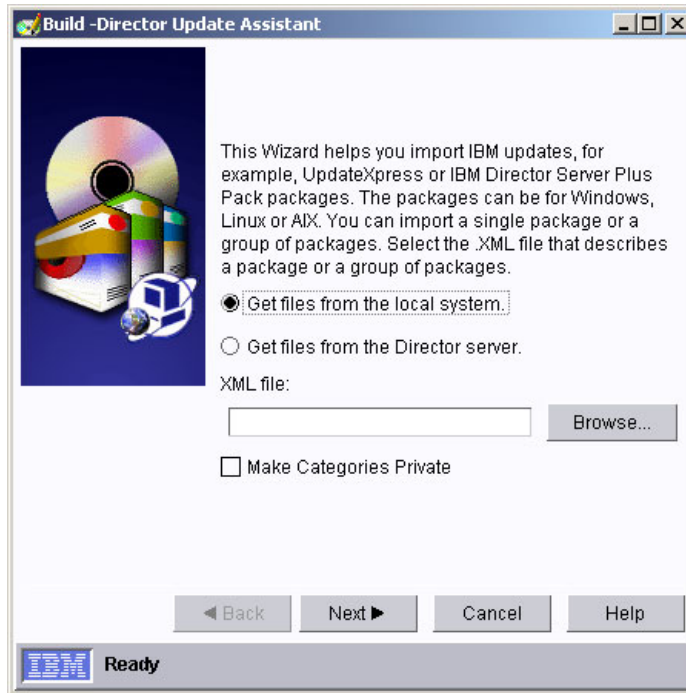 Build -Director Update Assistant
This Wizard helps you import IBM updates, for
example, UpdateXpress or IBM Director Server Plus
Pack packages. The packages can be for Windows,
Linux or AIX. You can import a single package or a
group of packages. Select the .XML file that describes
a package or a group of packages.
Get files from the local system.
Get files from the Director server.
XML file:
Browse...
Make Categories Private
Back
Next
Cancel
Help
IBM
Ready